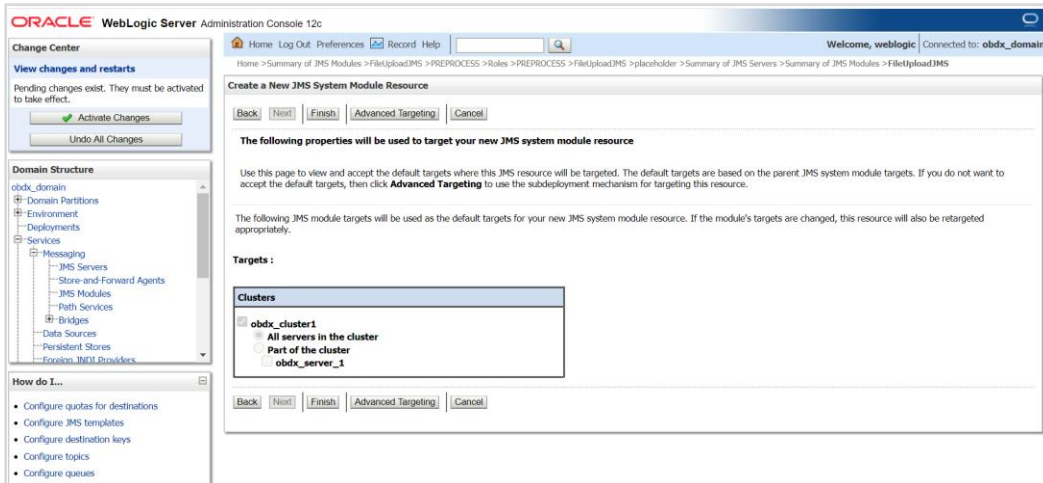 ORACLE WebLogic Server Administration Console 12c
Change Center
View changes and restarts
Pending changes exist. They must be activated
to take effect.
Activate Changes
Undo All Changes
Domain Structure
obdx_domain
Domain Partitions
Environment
Deployments
Services
Messaging
JMS Servers
Store-and-Forward Agents
JMS Modules
Path Services
Bridges
Data Sources
Persistent Stores
Foreign JNDI Providers
How do I...
Configure quotas for destinations
Configure JMS templates
Configure destination keys
Configure topics
Configure queues
Home Log Out Preferences Record Help
Welcome, weblogic Connected to: obdx_domain
Home >Summary of JMS Modules >FileUploadJMS >PREPROCESS >Roles >PREPROCESS >FileUploadJMS >placeholder >Summary of JMS Servers >Summary of JMS Modules >FileUploadJMS
Create a New JMS System Module Resource
Back Next Finish Advanced Targeting Cancel
The following properties will be used to target your new JMS system module resource
Use this page to view and accept the default targets where this JMS resource will be targeted. The default targets are based on the parent JMS system module targets. If you do not want to
accept the default targets, then click Advanced Targeting to use the subdeployment mechanism for targeting this resource.
The following JMS module targets will be used as the default targets for your new JMS system module resource. If the module's targets are changed, this resource will also be retargeted
appropriately.
Targets :
Clusters
obdx_cluster1
All servers in the cluster
Part of the cluster
obdx_server_1
Back Next Finish Advanced Targeting Cancel